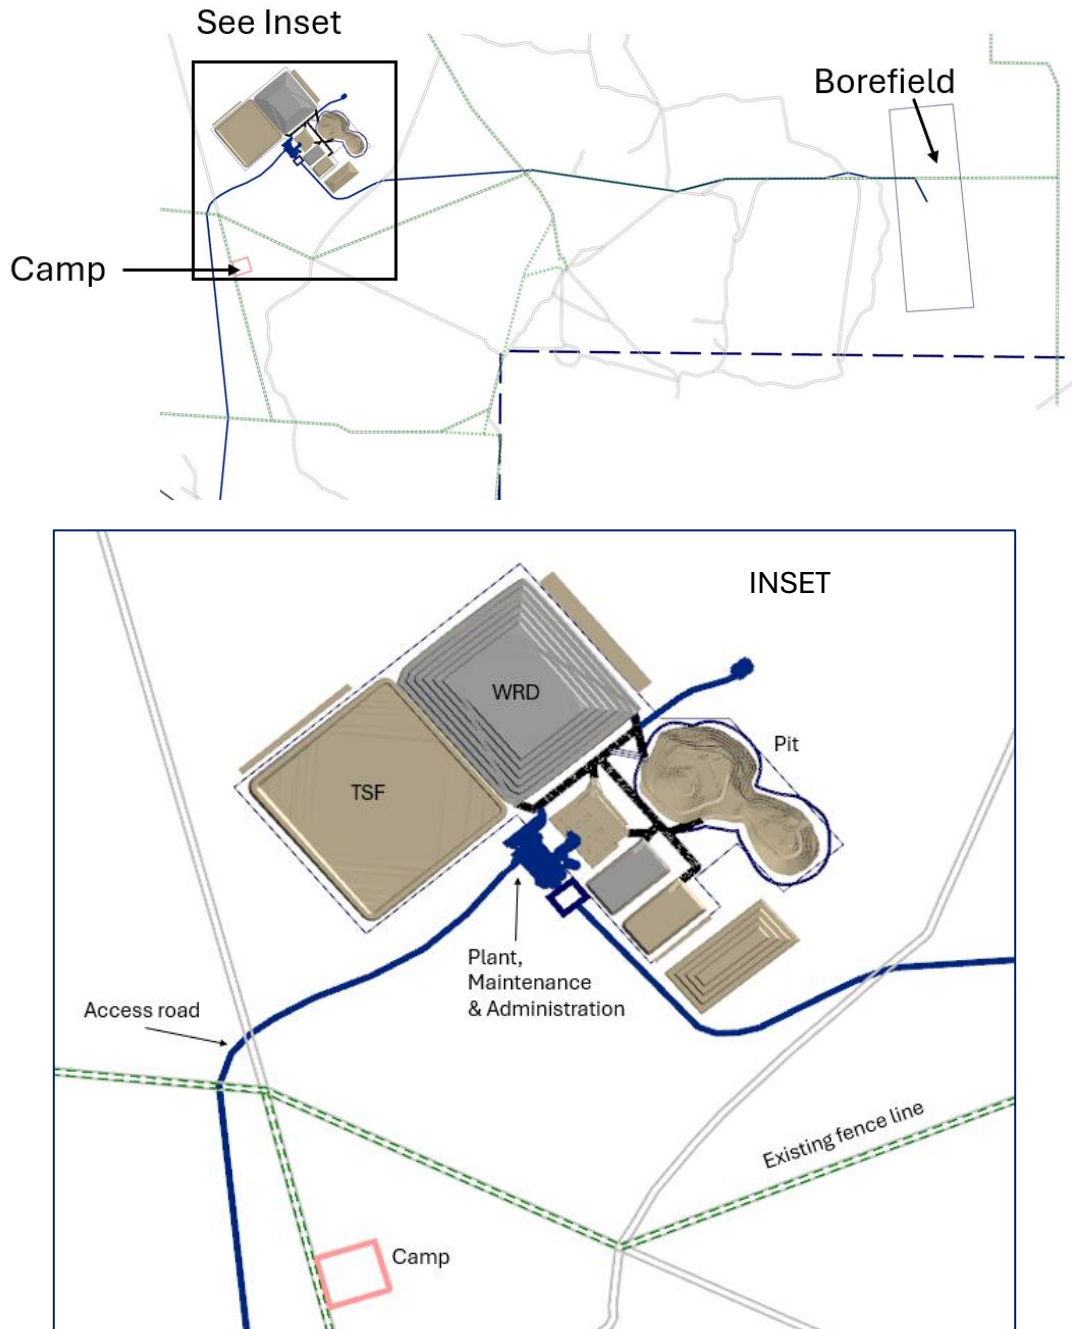 See Inset
Borefield
Camp
INSET
WRD
Pit
TSF
Plant,
Maintenance
& Administration
Access road
Existing fence line
Camp